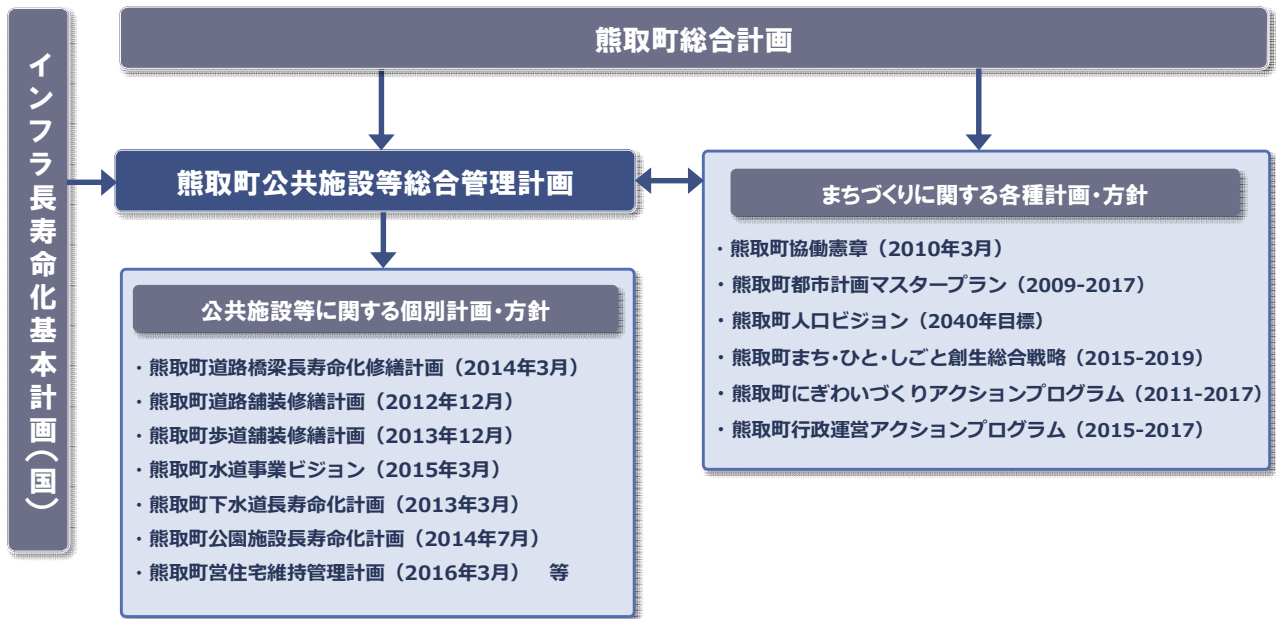 インフラ長寿命化基本計画（国）
熊取町総合計画
熊取町公共施設等総合管理計画
公共施設等に関する個別計画・方針
・熊取町道路橋梁長寿命化修繕計画（2014年3月）
・熊取町道路舗装修繕計画（2012年12月）
・熊取町歩道舗装修繕計画（2013年12月）
・熊取町水道事業ビジョン（2015年3月）
・熊取町下水道長寿命化計画（2013年3月）
・熊取町公園施設長寿命化計画（2014年7月）
・熊取町営住宅維持管理計画（2016年3月）　等
まちづくりに関する各種計画・方針
・熊取町協働憲章（2010年3月）
・熊取町都市計画マスタープラン（2009-2017）
・熊取町人口ビジョン（2040年目標）
・熊取町まち・ひと・しごと創生総合戦略（2015-2019）
・熊取町にぎわいづくりアクションプログラム（2011-2017）
・熊取町行政運営アクションプログラム（2015-2017）